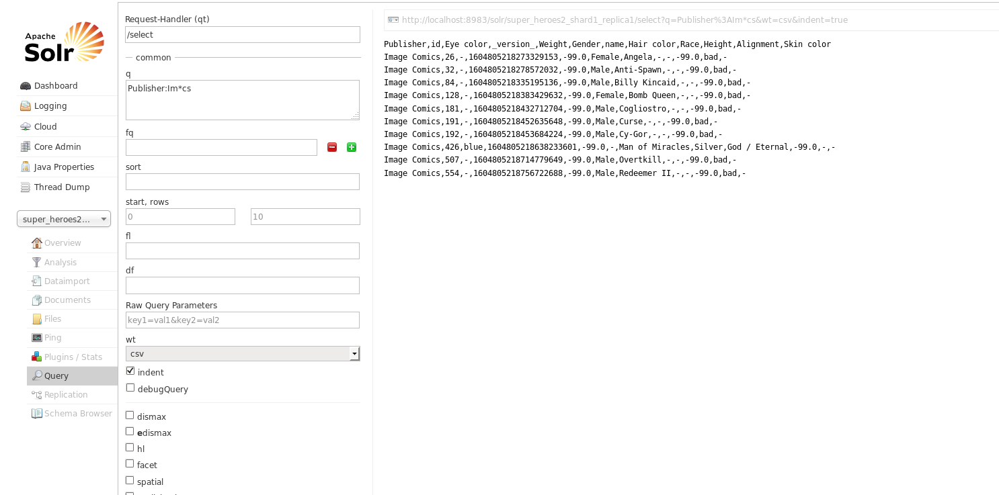 Apache
Solr
Dashboard
Logging
Cloud
Core Admin
Java Properties
Thread Dump
super_heroes2...
Overview
Analysis
Dataimport
Documents
Files
Ping
Plugins / Stats
Query
Replication
Schema Browser
Request-Handler (qt)
/select
common
q
Publisher:Im*cs
fq
sort
start, rows
0
10
fl
df
Raw Query Parameters
key1=val1&key2=val2
wt
csv
indent
debugQuery
dismax
edismax
hl
facet
spatial
http://localhost:8983/solr/super_heroes2_shard1_replica1/select?q=Publisher%3AIm*cs&wt=csv&indent=true
Publisher,id,Eye color,_version_,Weight,Gender,name,Hair color,Race,Height,Alignment,Skin color
Image Comics,26,-,1604805218273329153,-99.0,Female,Angela,-,-,-99.0,bad,-
Image Comics,32,-,1604805218278572032,-99.0,Male,Anti-Spawn,-,-,-99.0,bad,-
Image Comics,84,-,1604805218335195136,-99.0,Male,Billy Kincaid,-,-,-99.0,bad,-
Image Comics,128,-,1604805218383429632,-99.0,Female,Bomb Queen,-,-,-99.0,bad,-
Image Comics,181,-,1604805218432712704,-99.0,Male,Cogliostro,-,-,-99.0,bad,-
Image Comics,191,-,1604805218452635648,-99.0,Male,Curse,-,-,-99.0,bad,-
Image Comics,192,-,1604805218453684224,-99.0,Male,Cy-Gor,-,-,-99.0,bad,-
Image Comics,426,blue,1604805218638233601,-99.0,-,Man of Miracles,Silver,God / Eternal,-99.0,-,-
Image Comics,507,-,1604805218714779649,-99.0,Male,Overtkill,-,-,-99.0,bad,-
Image Comics,554,-,1604805218756722688,-99.0,Male,Redeemer II,-,-,-99.0,bad,-